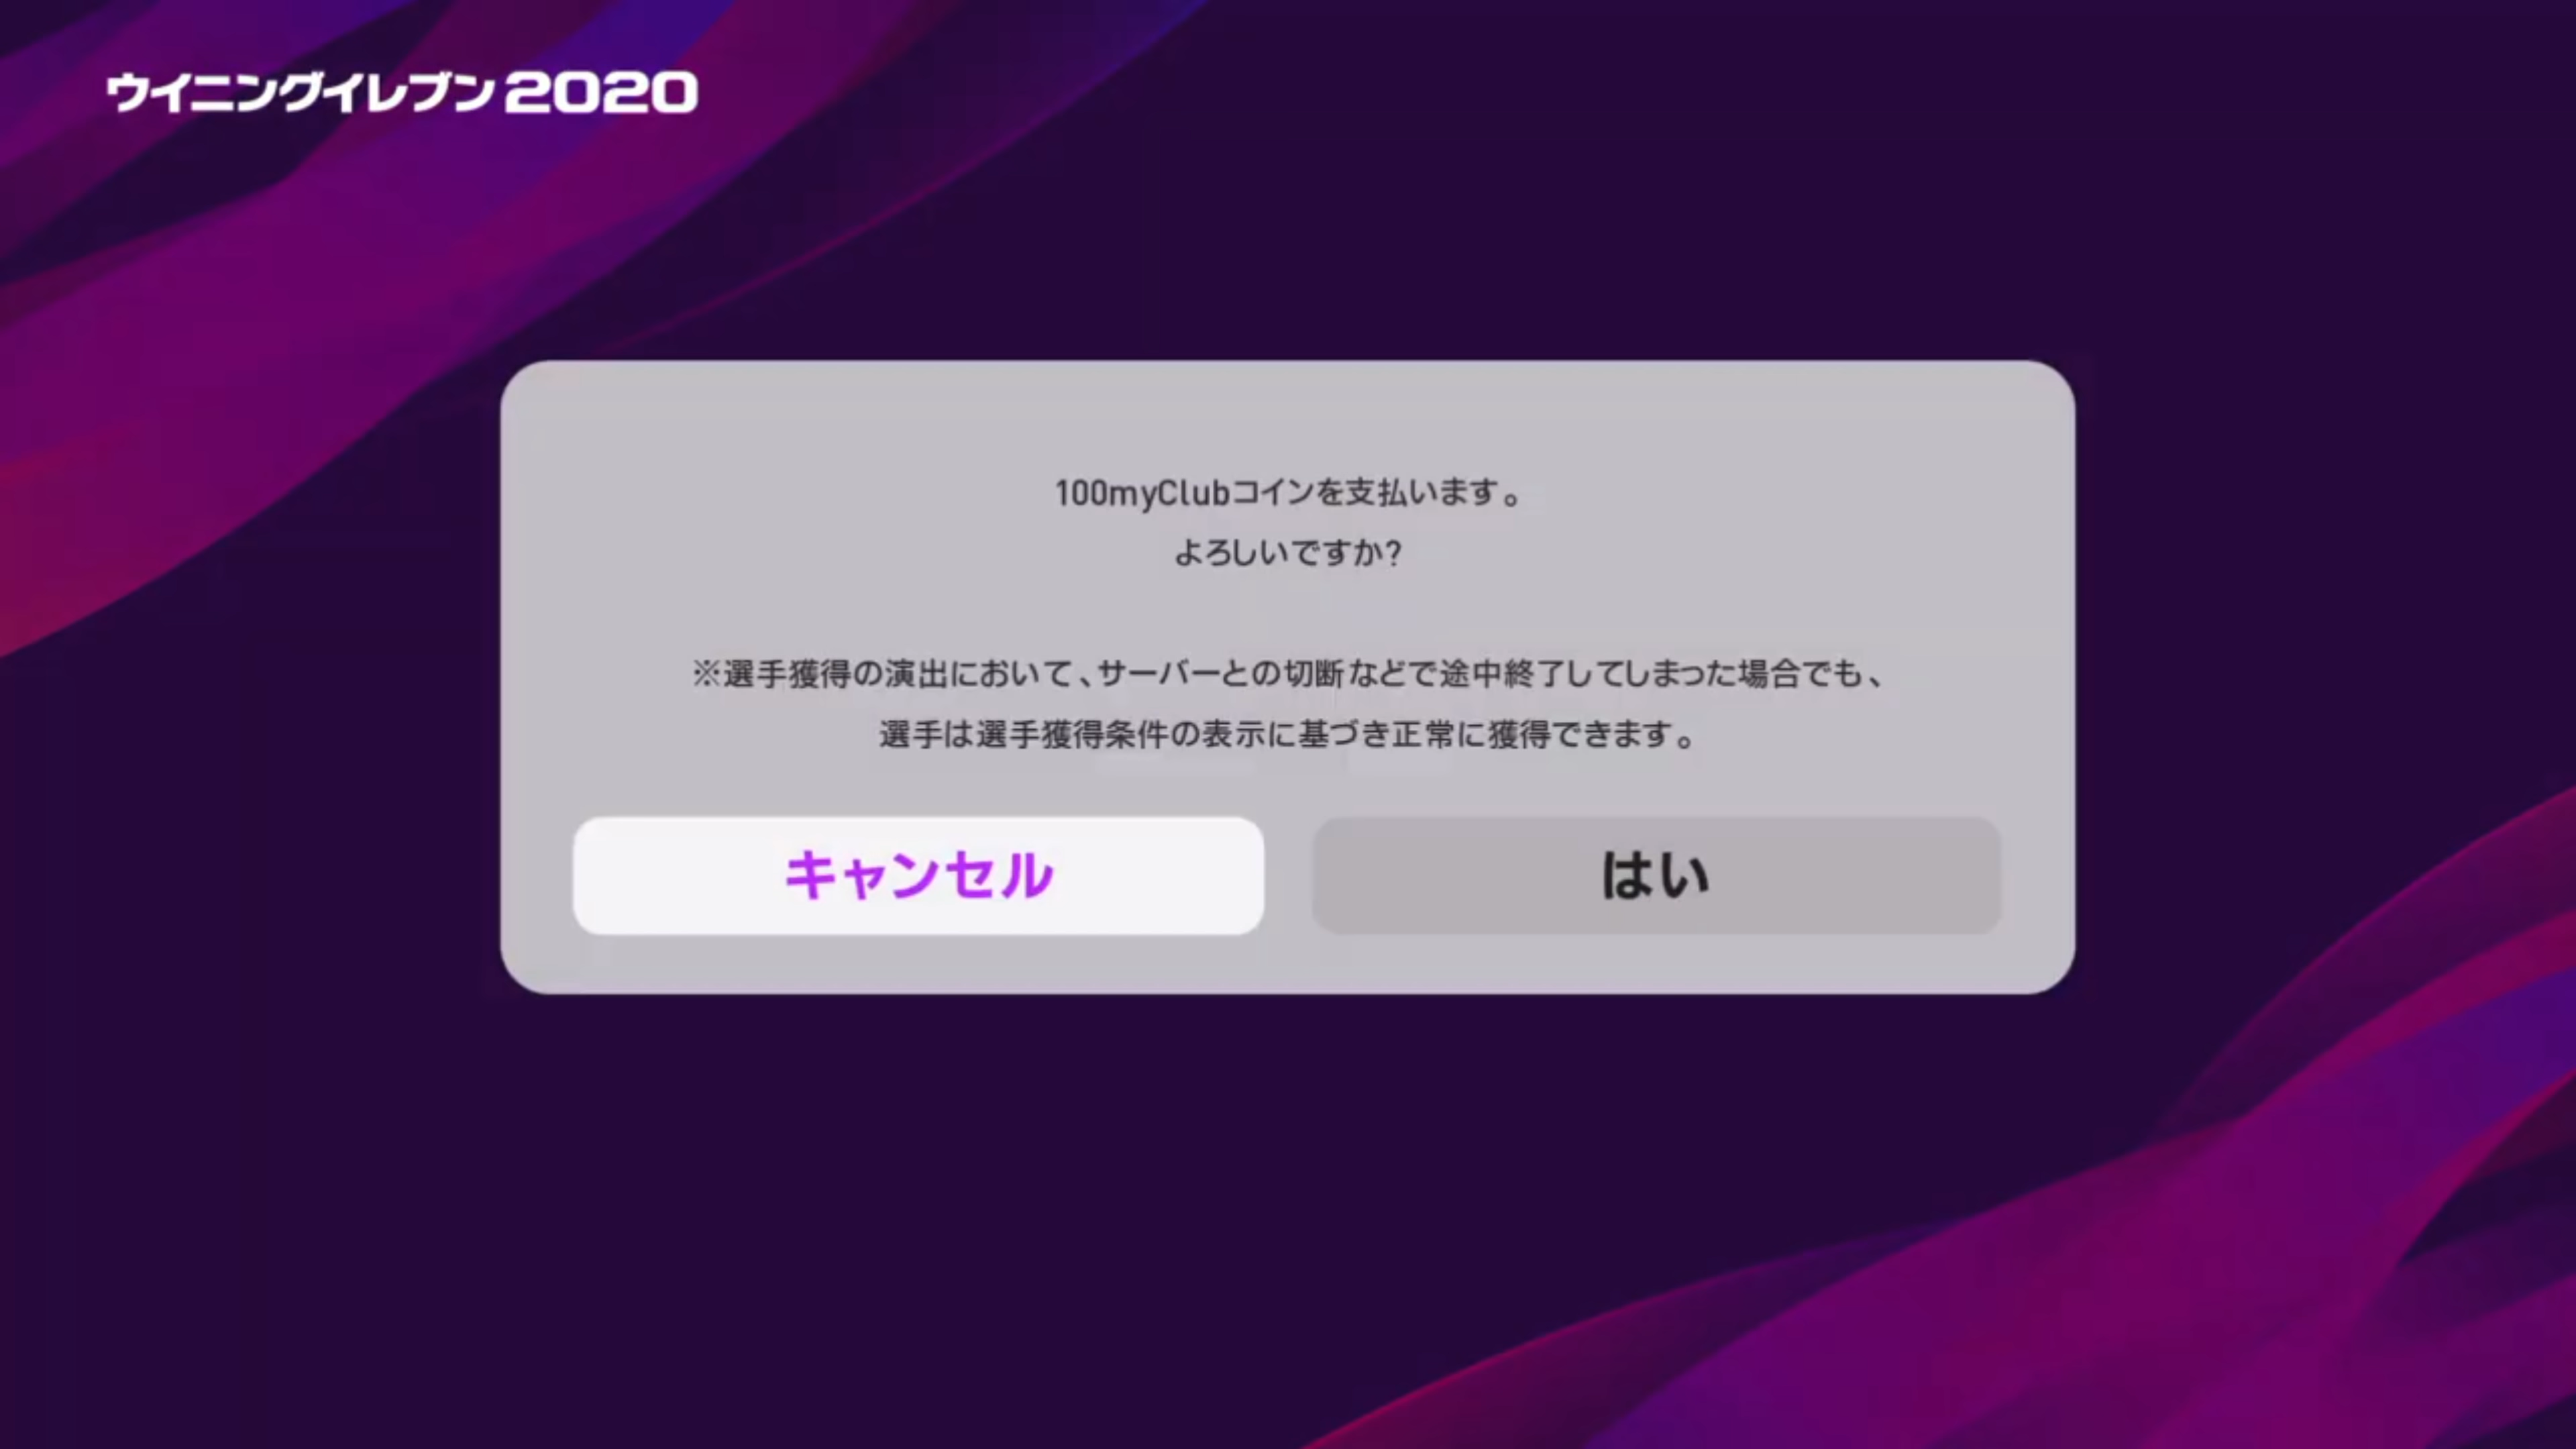 ウイニングイレブン2020
100myClubコインを支払います。
よろしいですか?
※選手獲得の演出において、サーバーとの切断などで途中終了してしまった場合でも、
選手は選手獲得条件の表示に基づき正常に獲得できます。
キャンセル
はい